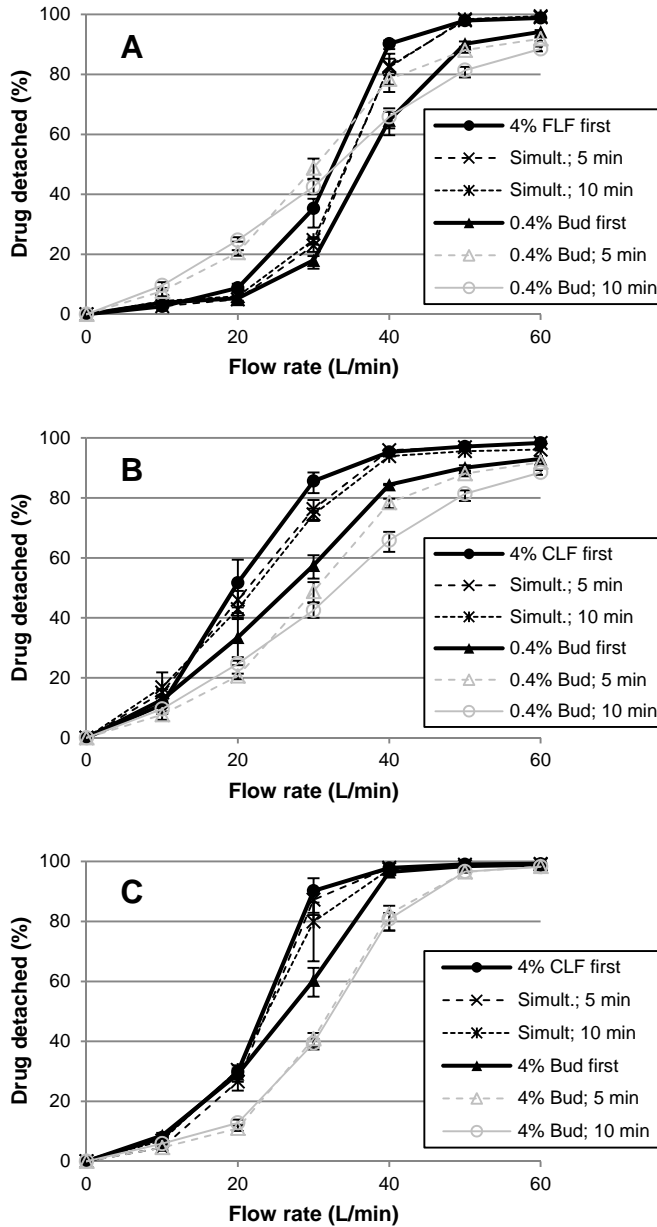 A
Drug detached (%)
100
80
60
40
20
0
0 20 40 60
Flow rate (L/min)
4% FLF first
Simult.; 5 min
Simult.; 10 min
0.4% Bud first
0.4% Bud; 5 min
0.4% Bud; 10 min
B
Drug detached (%)
100
80
60
40
20
0
0 20 40 60
Flow rate (L/min)
4% CLF first
Simult.; 5 min
Simult.; 10 min
0.4% Bud first
0.4% Bud; 5 min
0.4% Bud; 10 min
C
Drug detached (%)
100
80
60
40
20
0
0 20 40 60
Flow rate (L/min)
4% CLF first
Simult.; 5 min
Simult; 10 min
4% Bud first
4% Bud; 5 min
4% Bud; 10 min